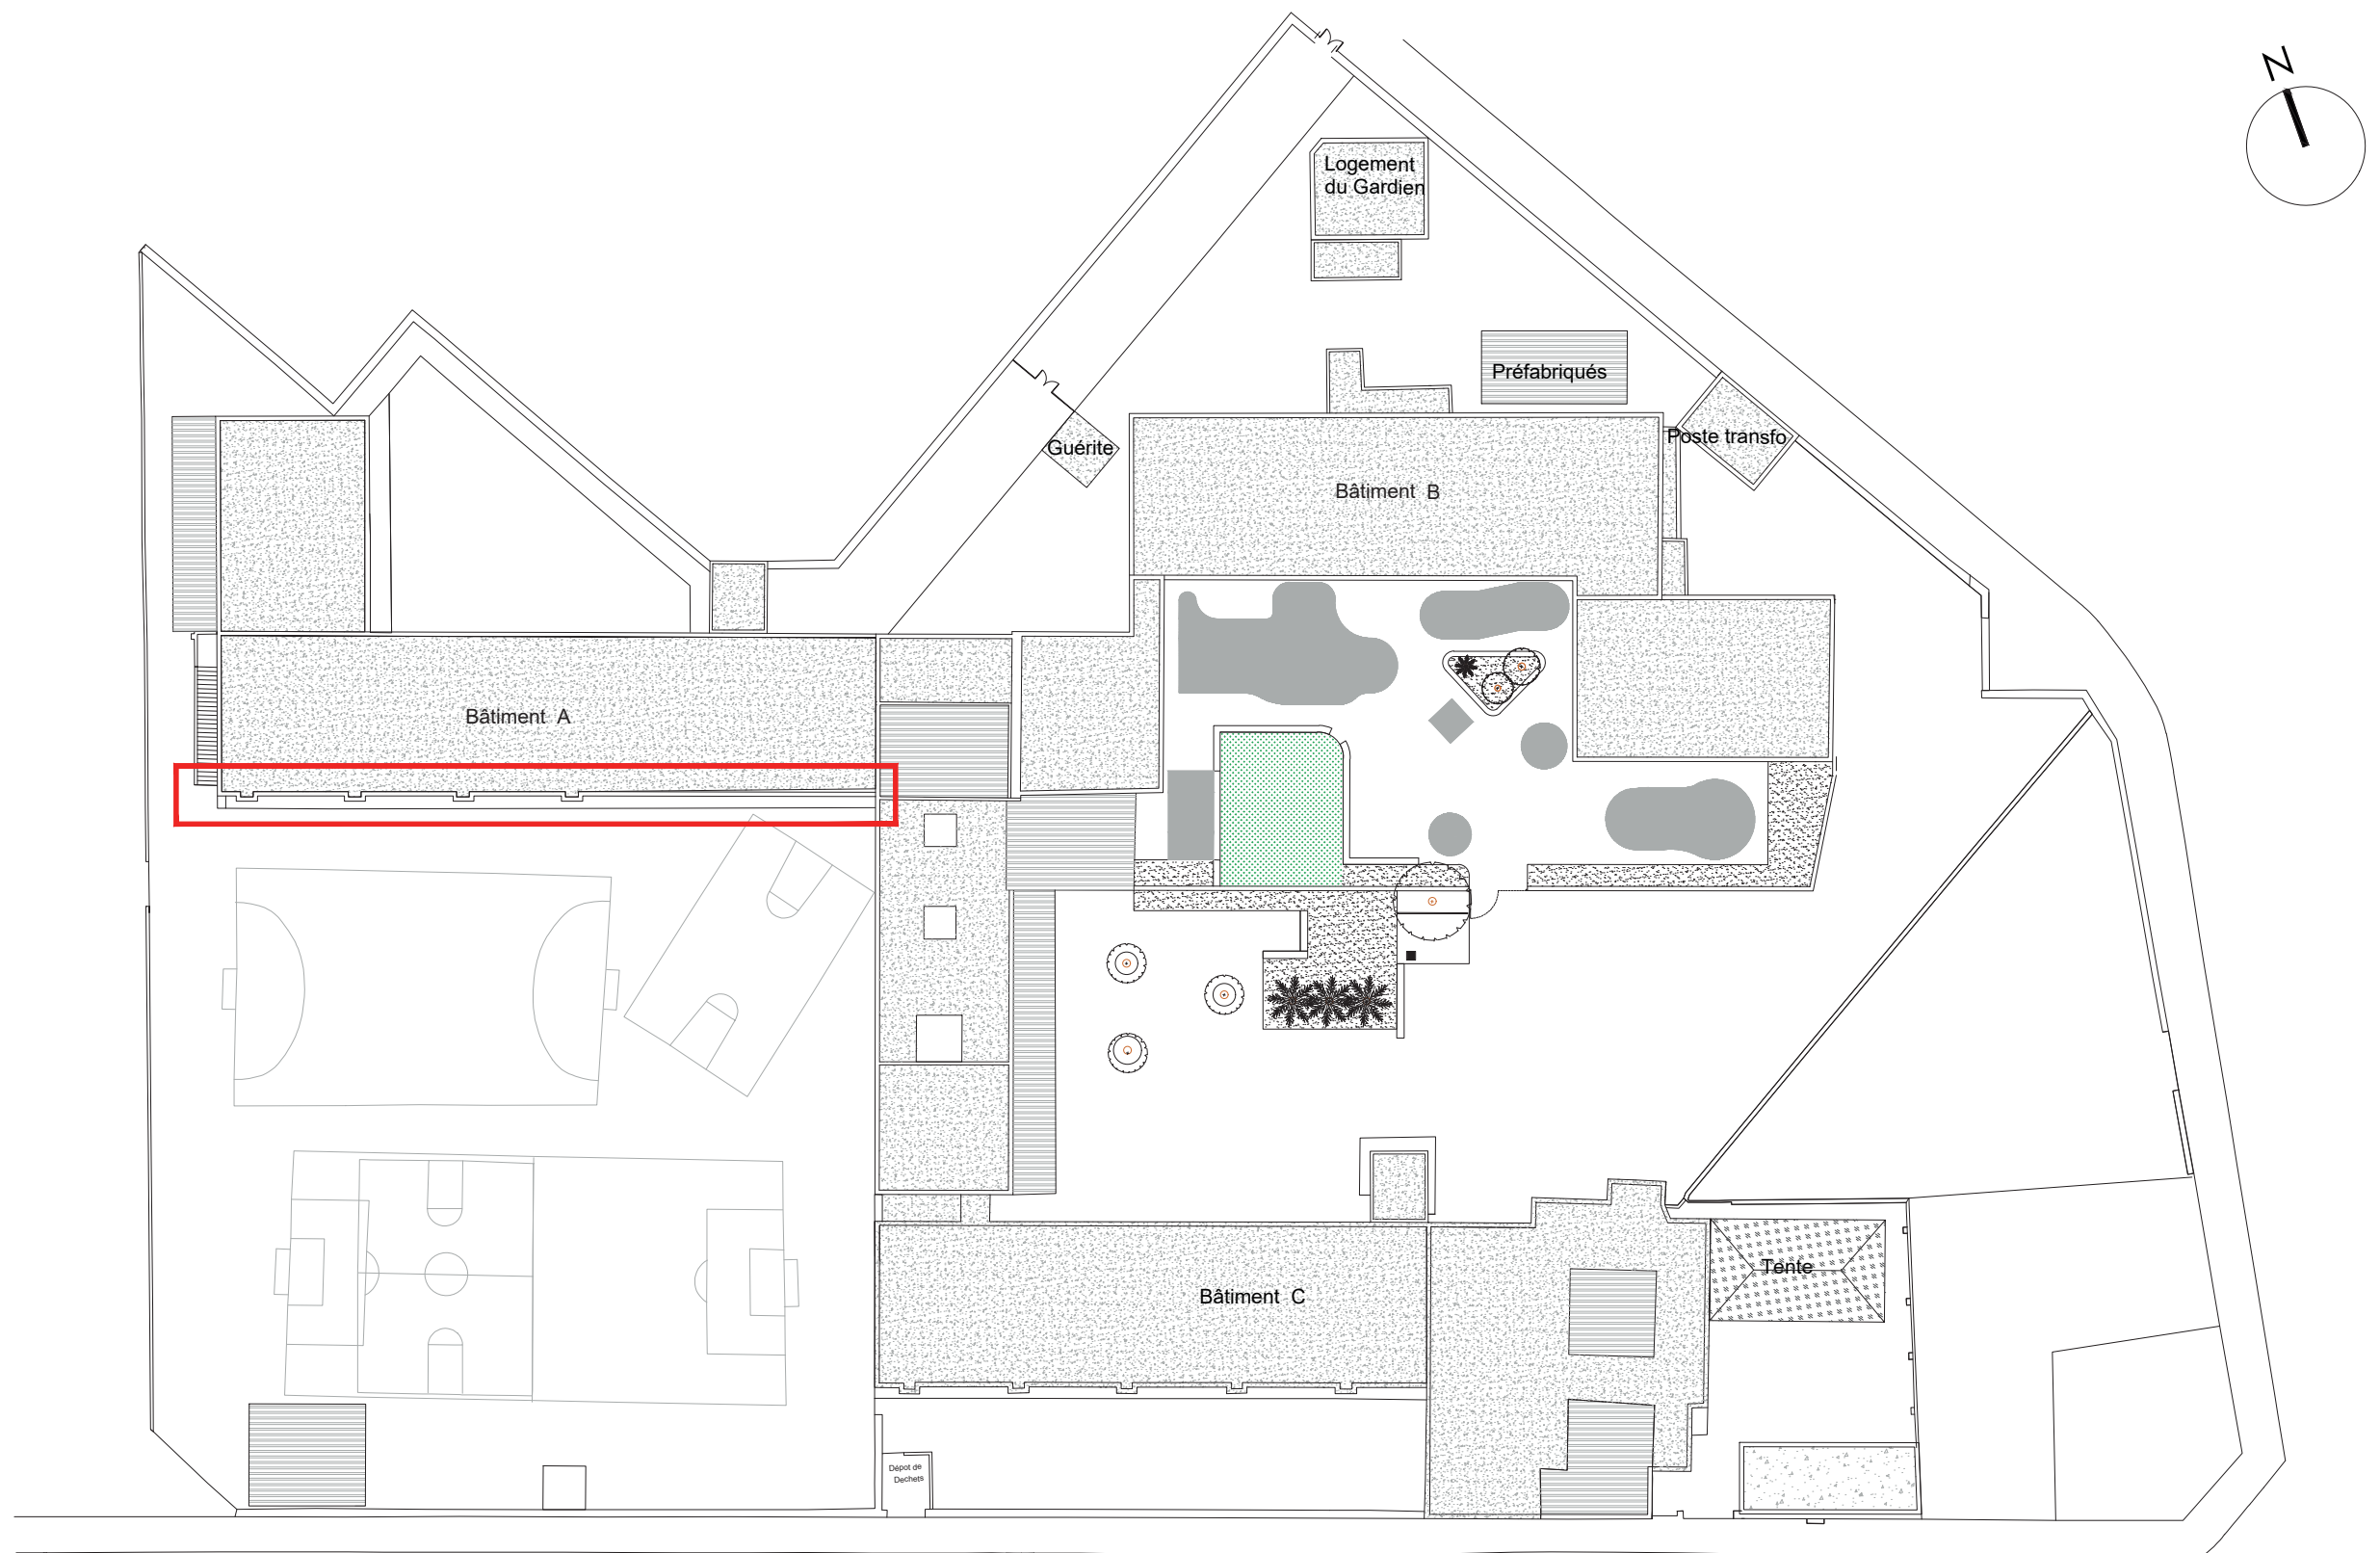 N
Logement
du Gardien
Préfabriqués
Poste transfo
Guérite
Bâtiment B
Bâtiment A
Tente
Bâtiment C
Dépot de
Dechets